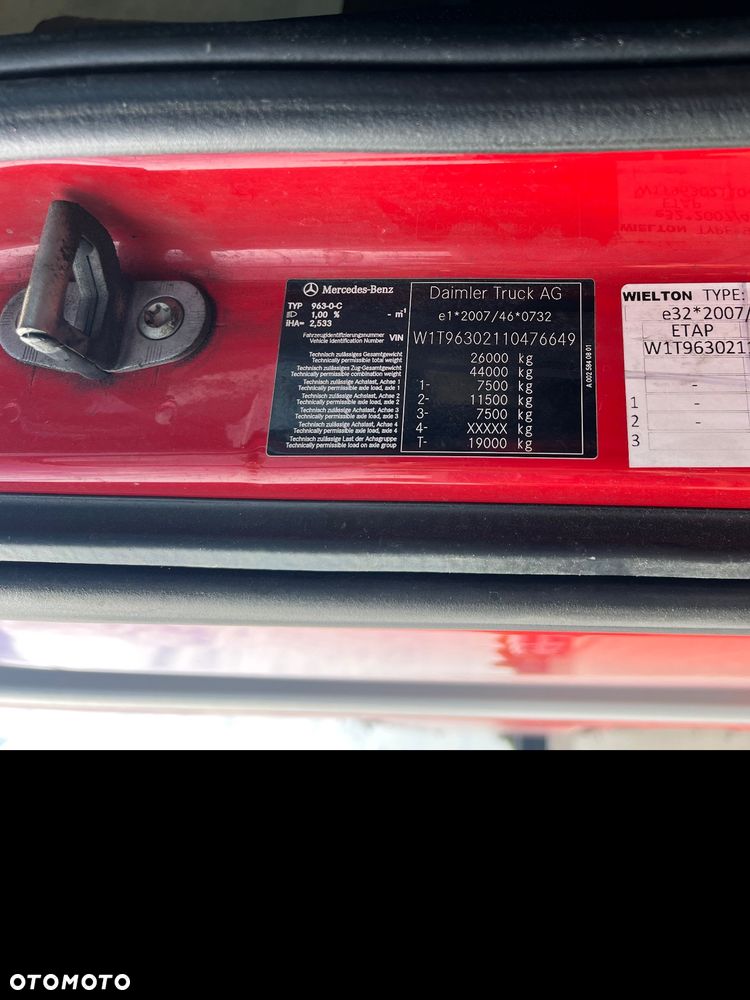 Mercedes-Benz
TYP 963-0-C
1,00 % - m¹
iHA= 2,533
Fahrzeugidentifizierungsnummer
Vehicle Identification Number VIN
Technisch zulässiges Gesamtgewicht
Technically permissible total weight
Technisch zulässiges Zug-Gesamtgewicht
Technically permissible combination weight
Technisch zulässige Achslast, Achse 1
Technically permissible axle load, axle 1
Technisch zulässige Achslast, Achse 2
Technically permissible axle load, axle 2
Technisch zulässige Achslast, Achse 3
Technically permissible axle load, axle 3
Technisch zulässige Achslast, Achse 4
Technically permissible axle load, axle 4
Technisch zulässige Last der Achsgruppe
Technically permissible load on axle group
Daimler Truck AG
e1*2007/46*0732
W1T96302110476649
26000 kg
44000 kg
1- 7500 kg
2- 11500 kg
3- 7500 kg
4- XXXXX kg
T- 19000 kg
A 002 584 08 01
WIELTON TYPE:
e32*2007/
ETAP
W1T9630211
-
1 -
2 -
3
OTOMOTO